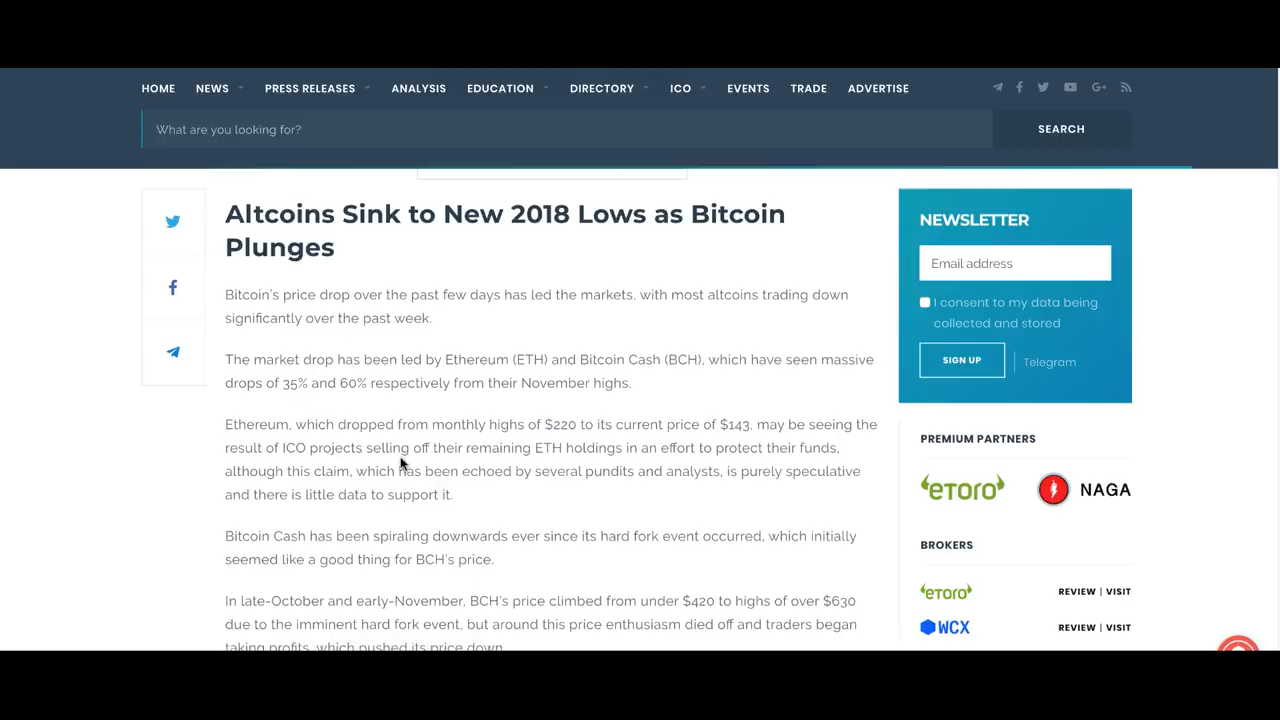 HOME NEWS PRESS RELEASES ANALYSIS EDUCATION DIRECTORY ICO EVENTS TRADE ADVERTISE
What are you looking for?
SEARCH
Altcoins Sink to New 2018 Lows as Bitcoin
Plunges
Bitcoin's price drop over the past few days has led the markets, with most altcoins trading down
significantly over the past week.
The market drop has been led by Ethereum (ETH) and Bitcoin Cash (BCH), which have seen massive
drops of 35% and 60% respectively from their November highs.
Ethereum, which dropped from monthly highs of $220 to its current price of $143, may be seeing the
result of ICO projects selling off their remaining ETH holdings in an effort to protect their funds,
although this claim, which has been echoed by several pundits and analysts, is purely speculative
and there is little data to support it.
Bitcoin Cash has been spiraling downwards ever since its hard fork event occurred, which initially
seemed like a good thing for BCH's price.
In late-October and early-November, BCH's price climbed from under $420 to highs of over $630
due to the imminent hard fork event, but around this price enthusiasm died off and traders began
taking profits, which pushed its price down
NEWSLETTER
Email address
I consent to my data being
collected and stored
SIGN UP
Telegram
PREMIUM PARTNERS
eToro
NAGA
BROKERS
eToro
REVIEW | VISIT
WCX
REVIEW | VISIT